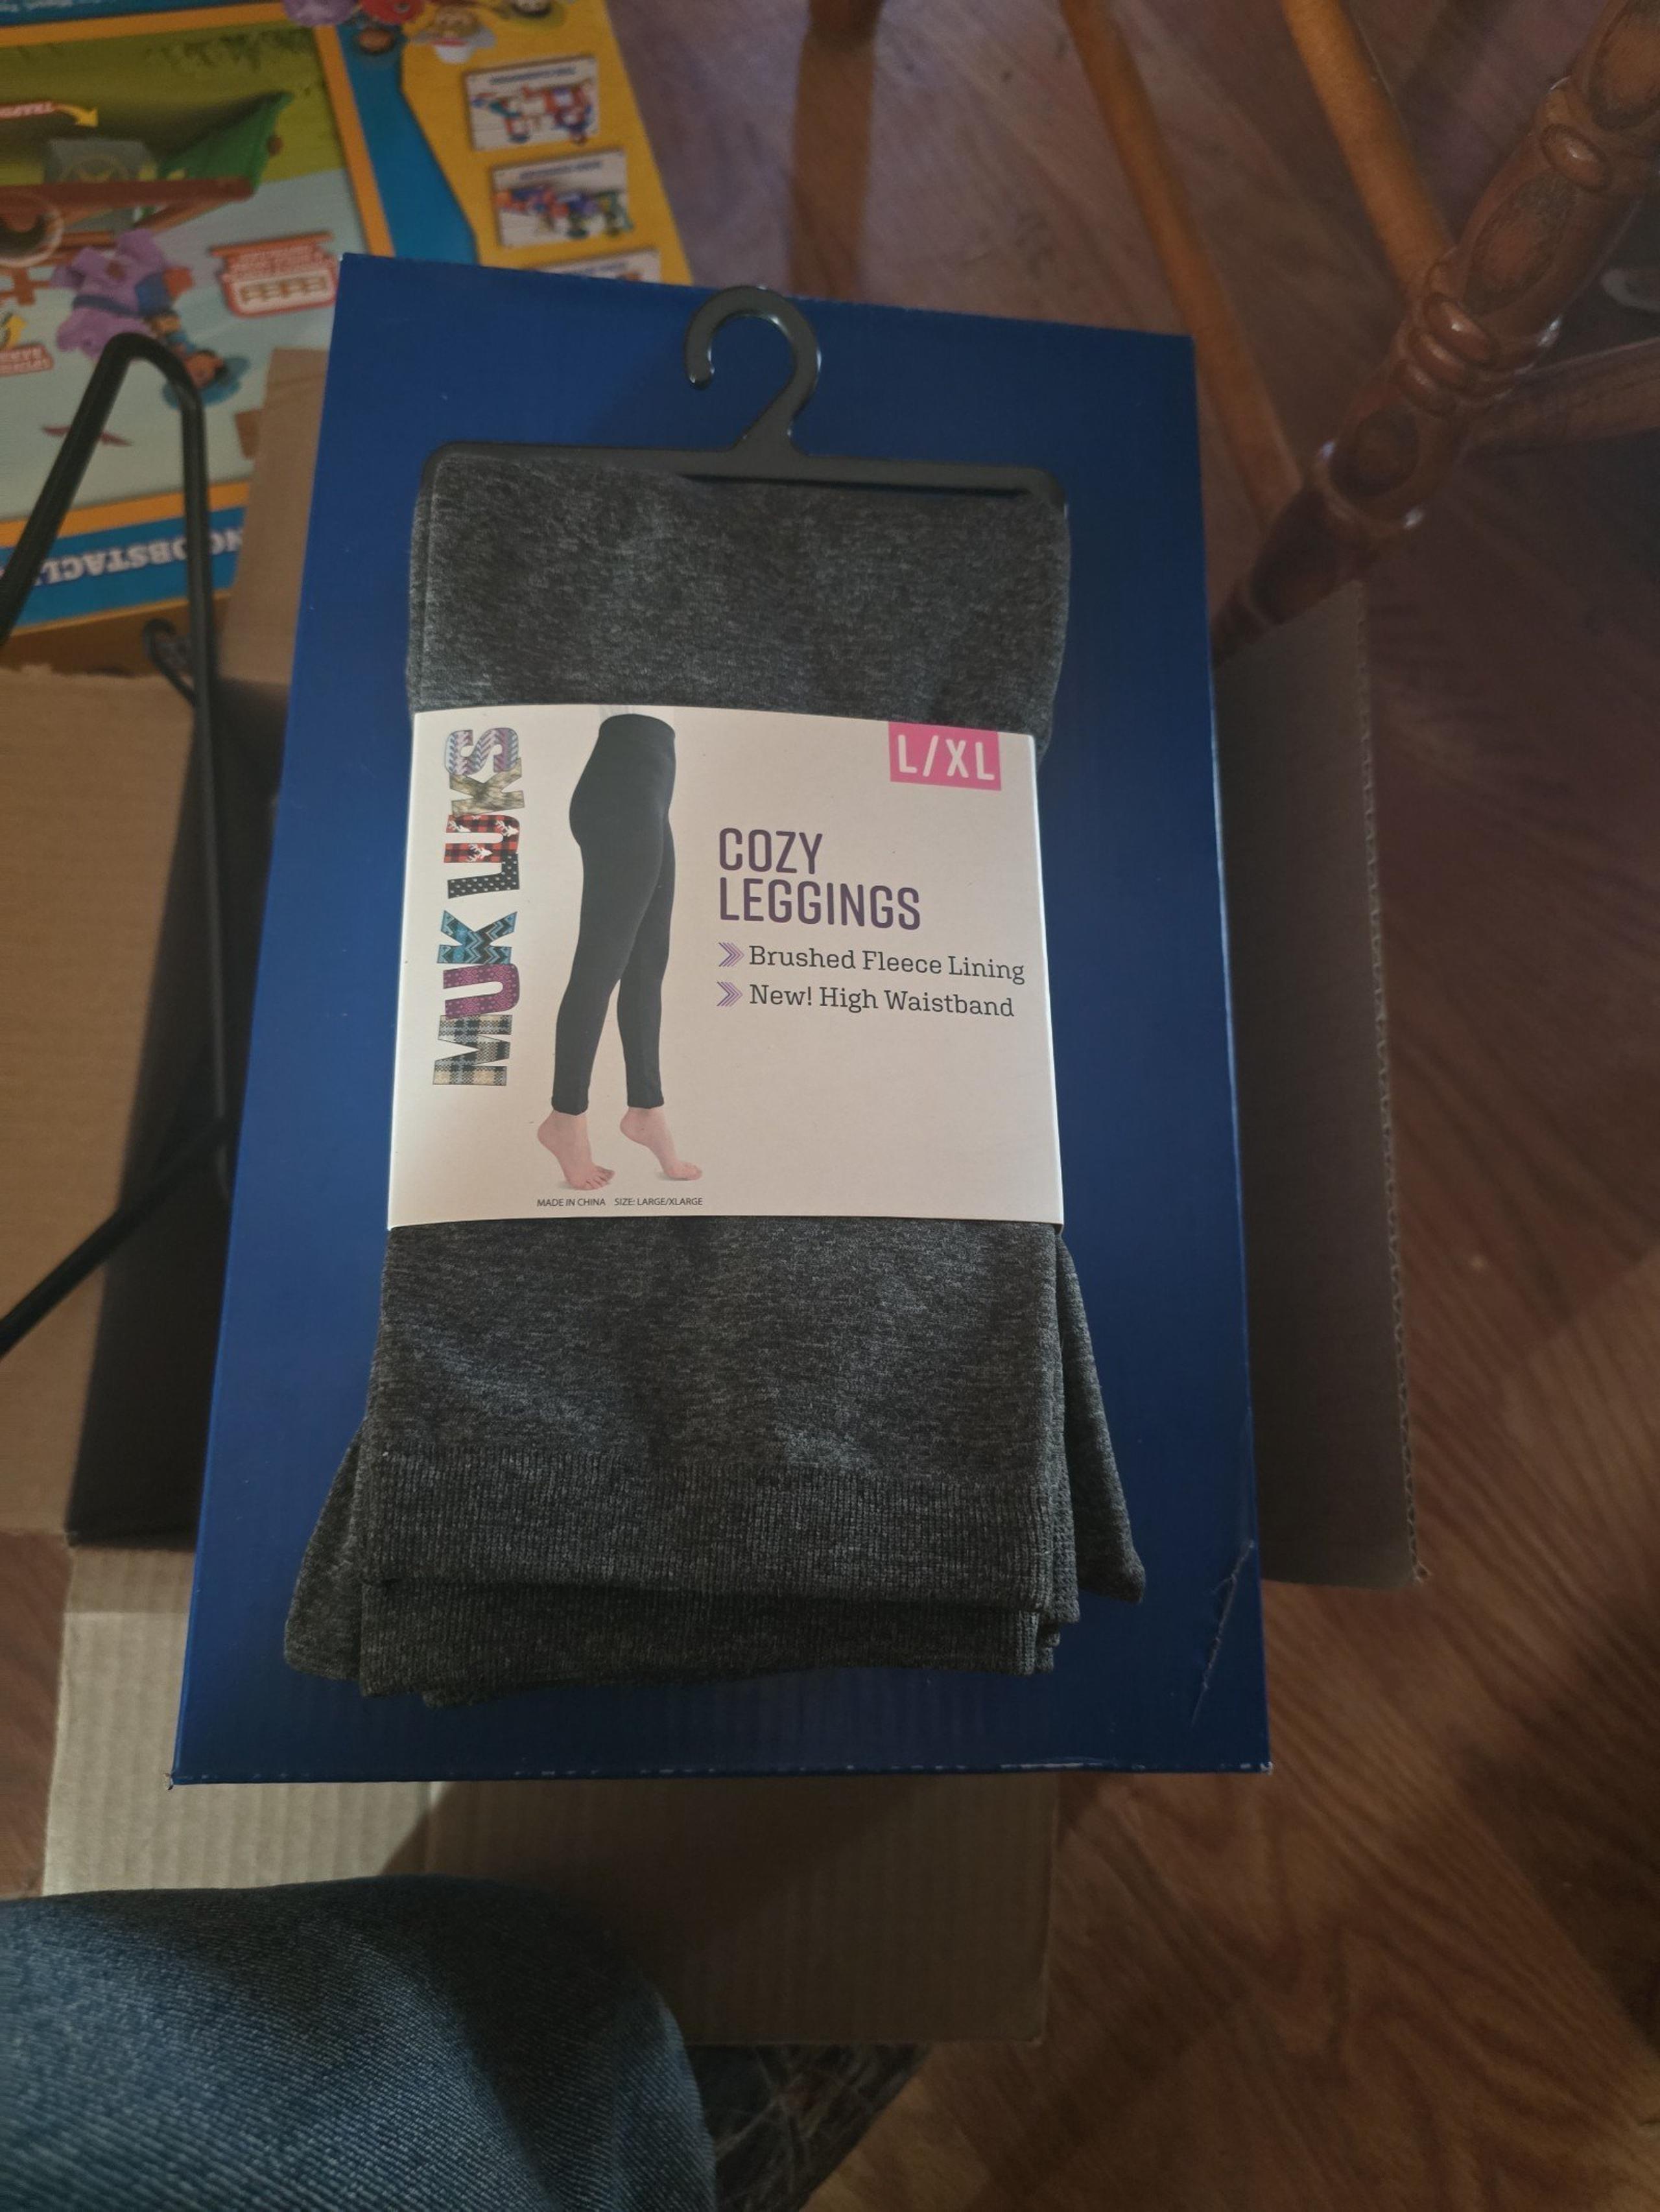 MUK LUKS
L/XL
COZY
LEGGINGS
Brushed Fleece Lining
New! High Waistband
MADE IN CHINA SIZE: LARGE/XLARGE